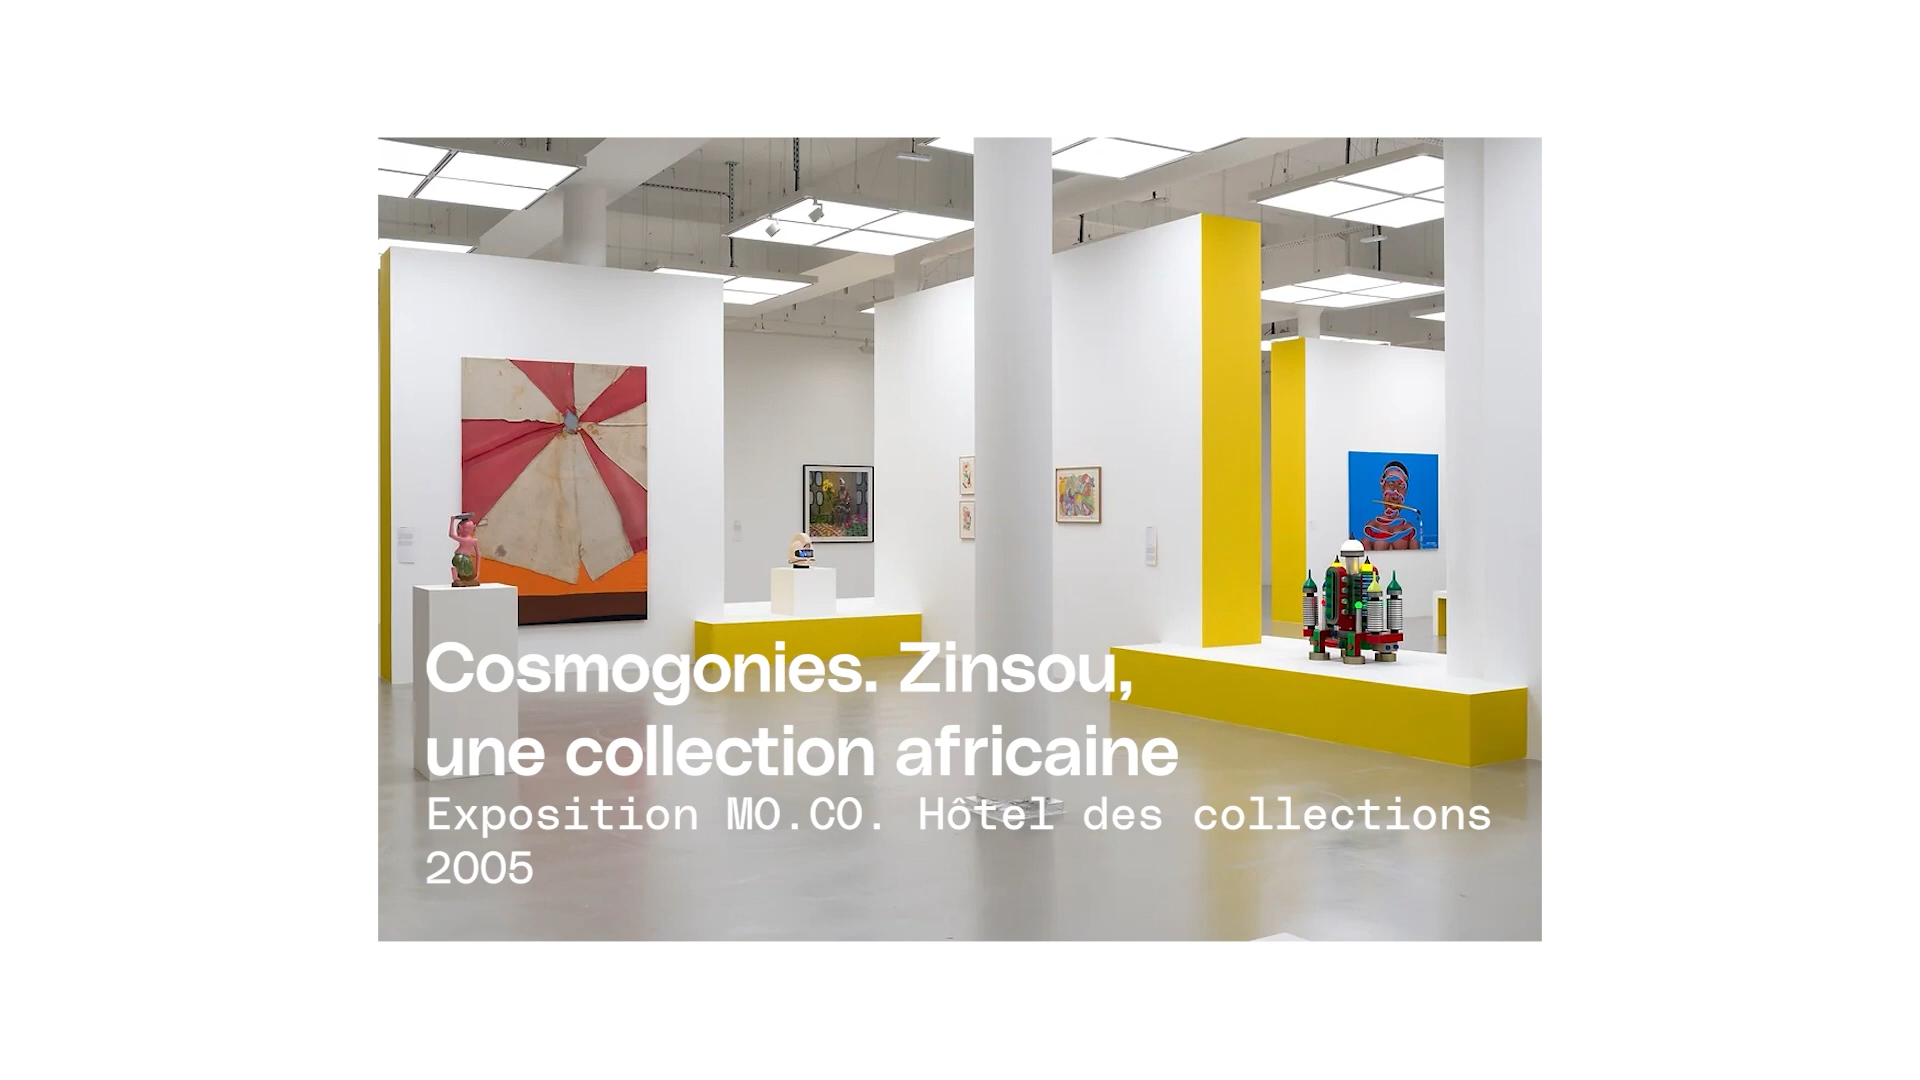 Cosmogonies. Zinsou,
une collection africaine
Exposition MO.CO. Hôtel des collections
2005